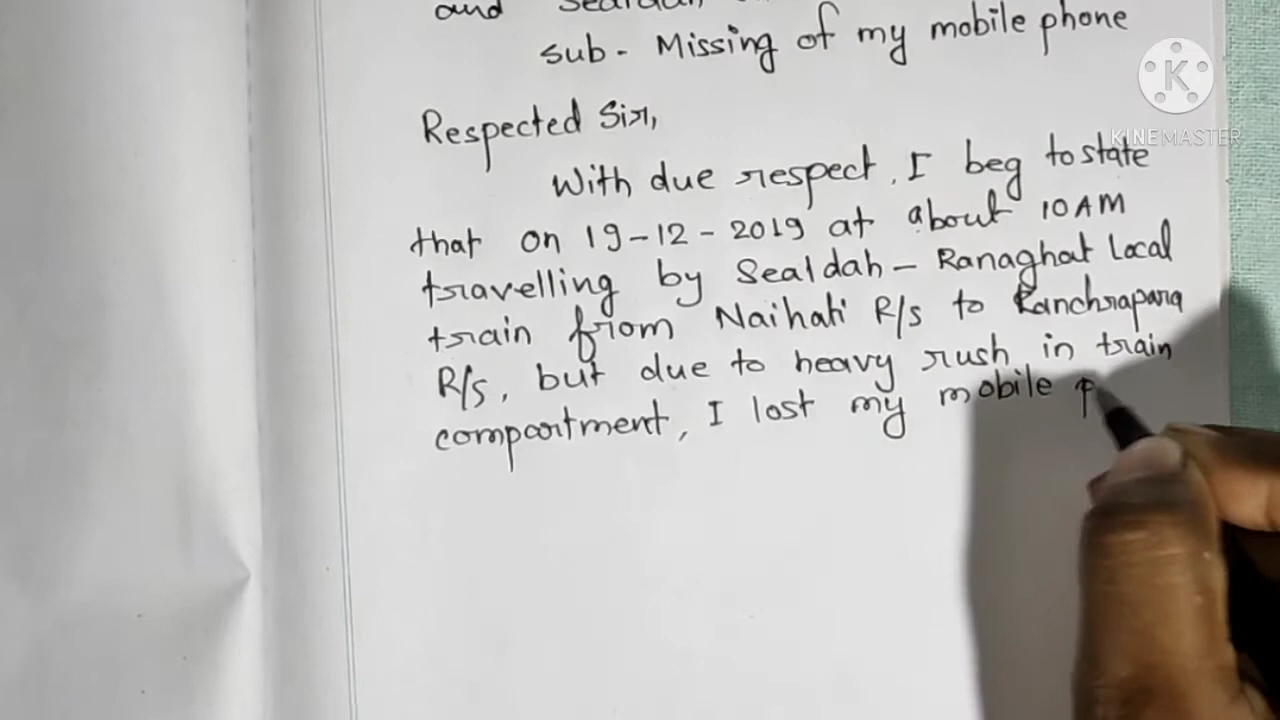 and Sealdah
sub - Missing of my mobile phone
Respected Sir,
With due respect, I beg to state
that on 19-12-2019 at about 10AM
travelling by Sealdah - Ranaghat Local
train from Naihati R/s to Kanchrapara
R/s, but due to heavy rush in train
compartment, I lost my mobile p
K
KINEMASTER